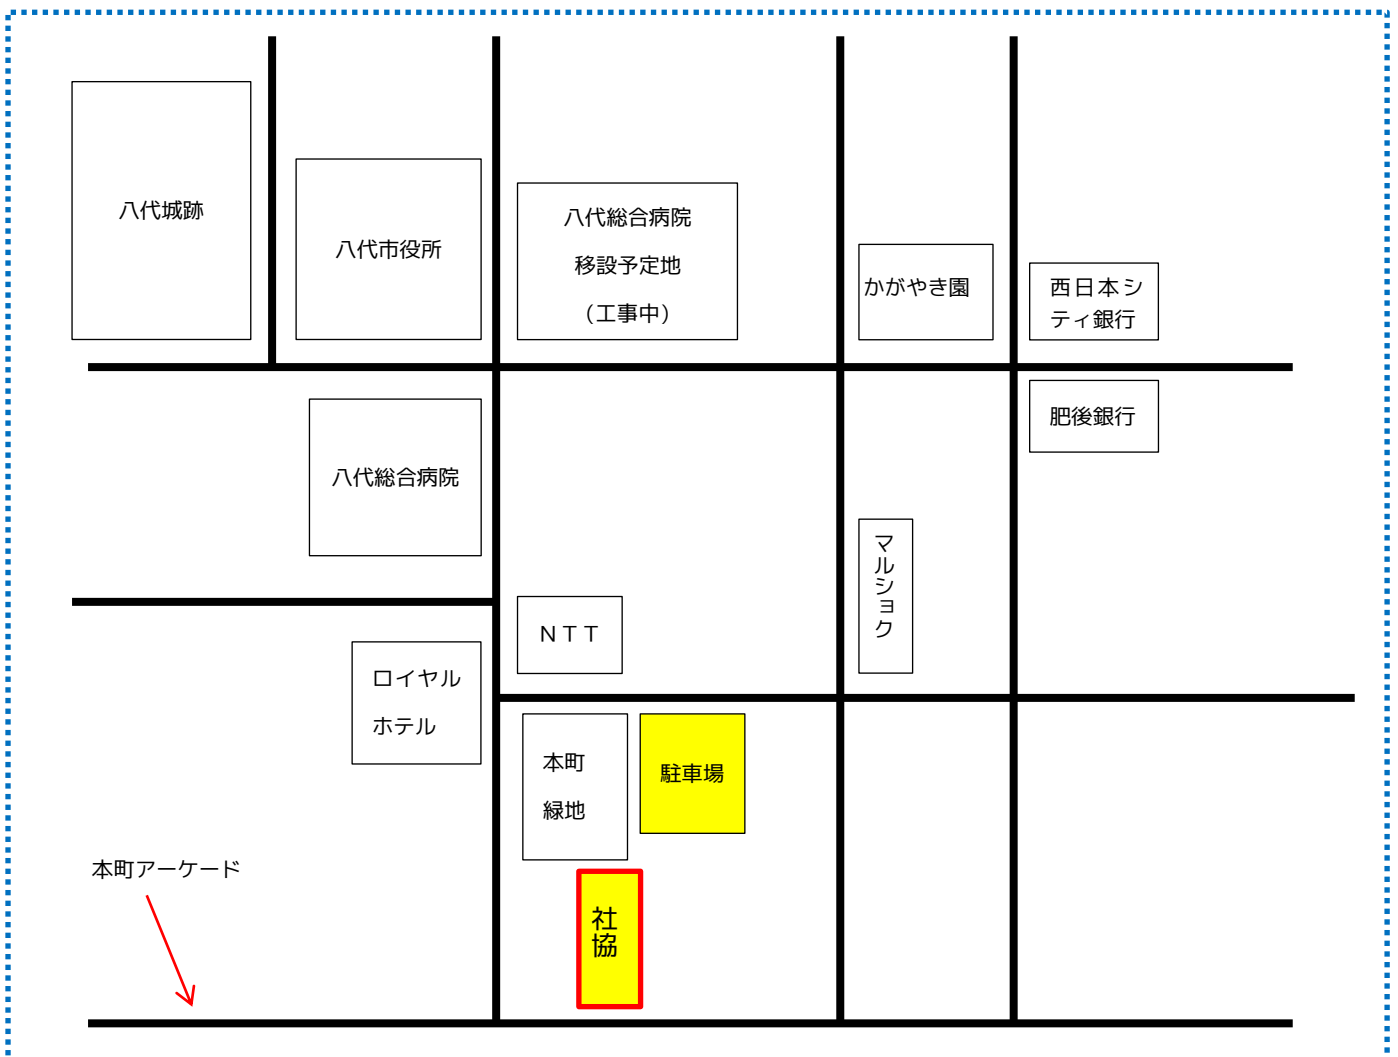 八代城跡
八代市役所
八代総合病院
移設予定地
（工事中）
かがやき園
西日本シ
ティ銀行
肥後銀行
八代総合病院
マルショク
ＮＴＴ
ロイヤル
ホテル
本町
緑地
駐車場
本町アーケード
社協